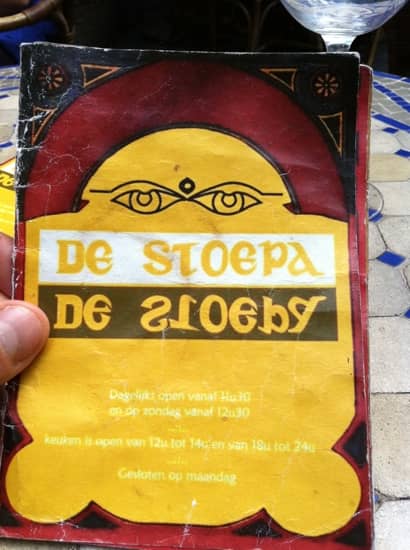 DE STOEPA
DE STOEPA
Dagelijks open vanaf 11u30
en op zondag vanaf 12u30
...:...
keuken is open van 12u tot 14u en van 18u tot 24u
...:...
Gesloten op maandag